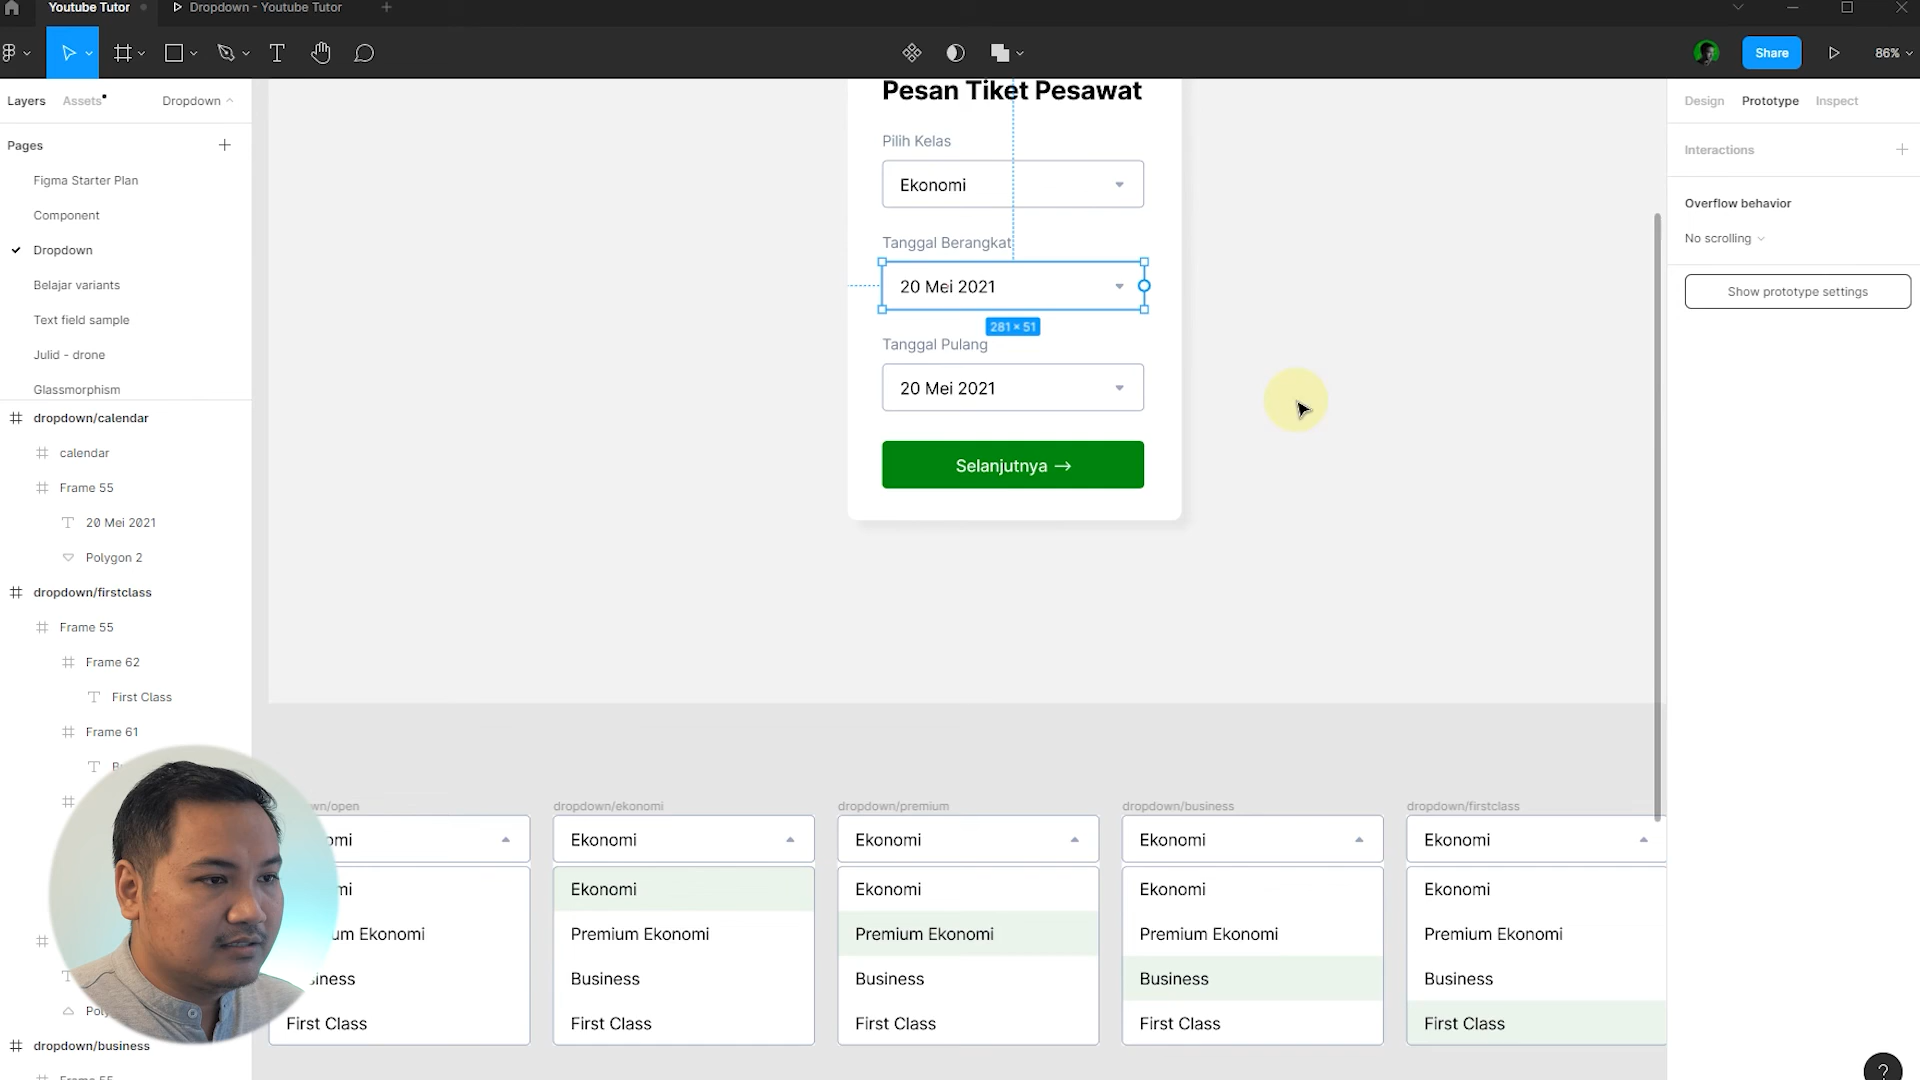 Youtube Tutor
Dropdown - Youtube Tutor
Share
86%
Layers
Assets
Dropdown
Pages
Figma Starter Plan
Component
Dropdown
Belajar variants
Text field sample
Julid - drone
Glassmorphism
dropdown/calendar
calendar
Frame 55
20 Mei 2021
Polygon 2
dropdown/firstclass
Frame 55
Frame 62
First Class
Frame 61
dropdown/business
Frame 55
Pesan Tiket Pesawat
Pilih Kelas
Ekonomi
Tanggal Berangkat
20 Mei 2021
281 × 51
Tanggal Pulang
20 Mei 2021
Selanjutnya →
Design
Prototype
Inspect
Interactions
Overflow behavior
No scrolling
Show prototype settings
First Class
dropdown/ekonomi
Ekonomi
Ekonomi
Premium Ekonomi
Business
First Class
dropdown/premium
Ekonomi
Ekonomi
Premium Ekonomi
Business
First Class
dropdown/business
Ekonomi
Ekonomi
Premium Ekonomi
Business
First Class
dropdown/firstclass
Ekonomi
Ekonomi
Premium Ekonomi
Business
First Class
?